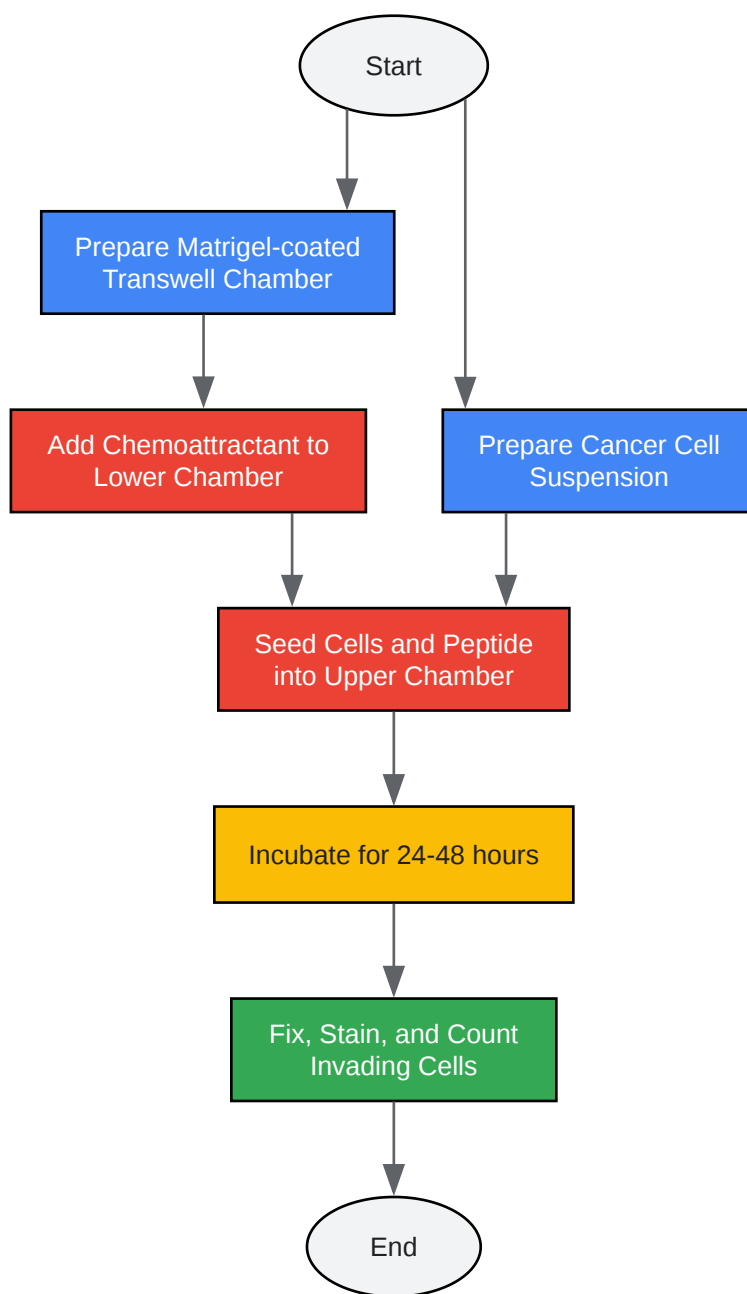 Start
Prepare Matrigel-coated
Transwell Chamber
Add Chemoattractant to
Lower Chamber
Prepare Cancer Cell
Suspension
Seed Cells and Peptide
into Upper Chamber
Incubate for 24-48 hours
Fix, Stain, and Count
Invading Cells
End